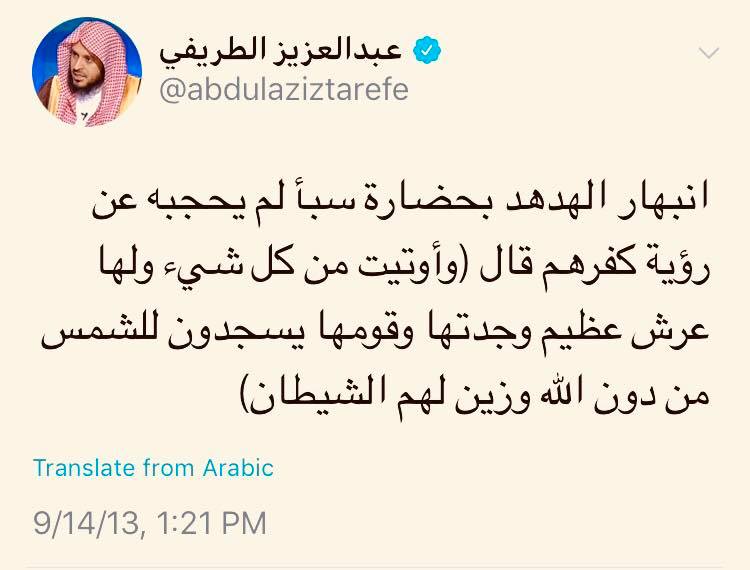 عبدالعزيز الطريفي
@abdulaziztarefe
انبهار الهدهد بحضارة سبأ لم يحجبه عن
رؤية كفرهم قال (وأوتيت من كل شيء ولها
عرش عظيم وجدتها وقومها يسجدون للشمس
من دون الله وزين لهم الشيطان)
Translate from Arabic
9/14/13, 1:21 PM